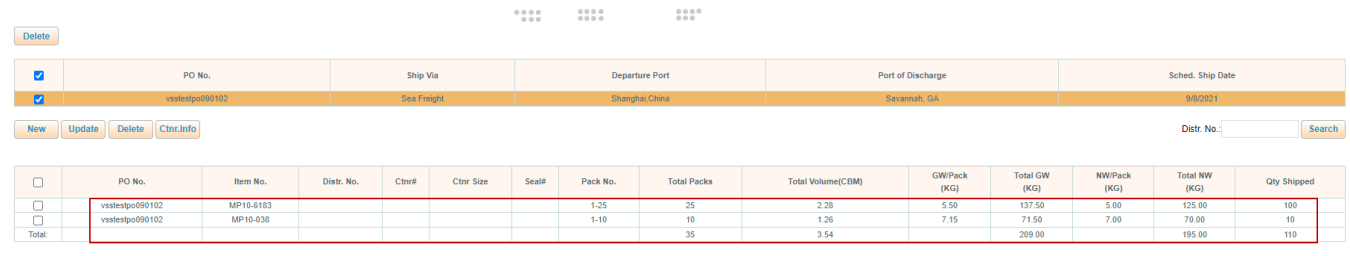 Delete
PO No. Ship Via Departure Port Port of Discharge Sched. Ship Date
vsstestpo090102 Sea Freight Shanghai,China Savannah, GA 9/8/2021
New Update Delete Ctnr.Info Distr. No.: Search
PO No. Item No. Distr. No. Ctnr# Ctnr Size Seal# Pack No. Total Packs Total Volume(CBM) GW/Pack (KG) Total GW (KG) NW/Pack (KG) Total NW (KG) Qty Shipped
vsstestpo090102 MP10-6183 1-25 25 2.28 5.50 137.50 5.00 125.00 100
vsstestpo090102 MP10-038 1-10 10 1.26 7.15 71.50 7.00 70.00 10
Total: 35 3.54 209.00 195.00 110